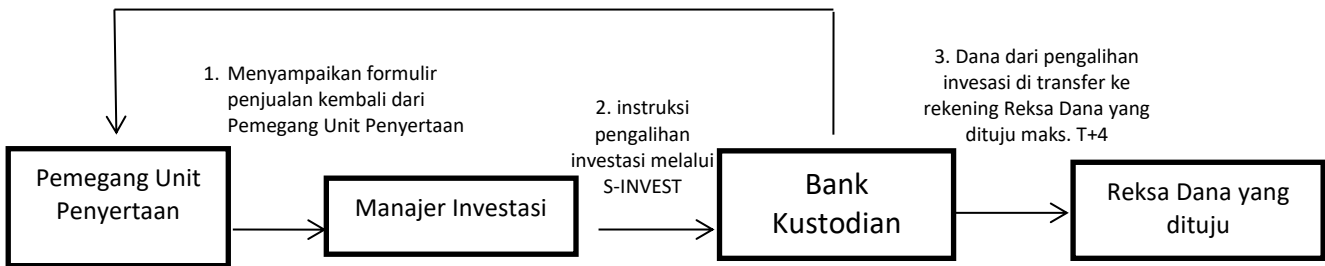 1. Menyampaikan formulir
penjualan kembali dari
Pemegang Unit Penyertaan
2. instruksi
pengalihan
investasi melalui
S-INVEST
3. Dana dari pengalihan
invesasi di transfer ke
rekening Reksa Dana yang
dituju maks. T+4
Pemegang Unit
Penyertaan
Manajer Investasi
Bank
Kustodian
Reksa Dana yang
dituju